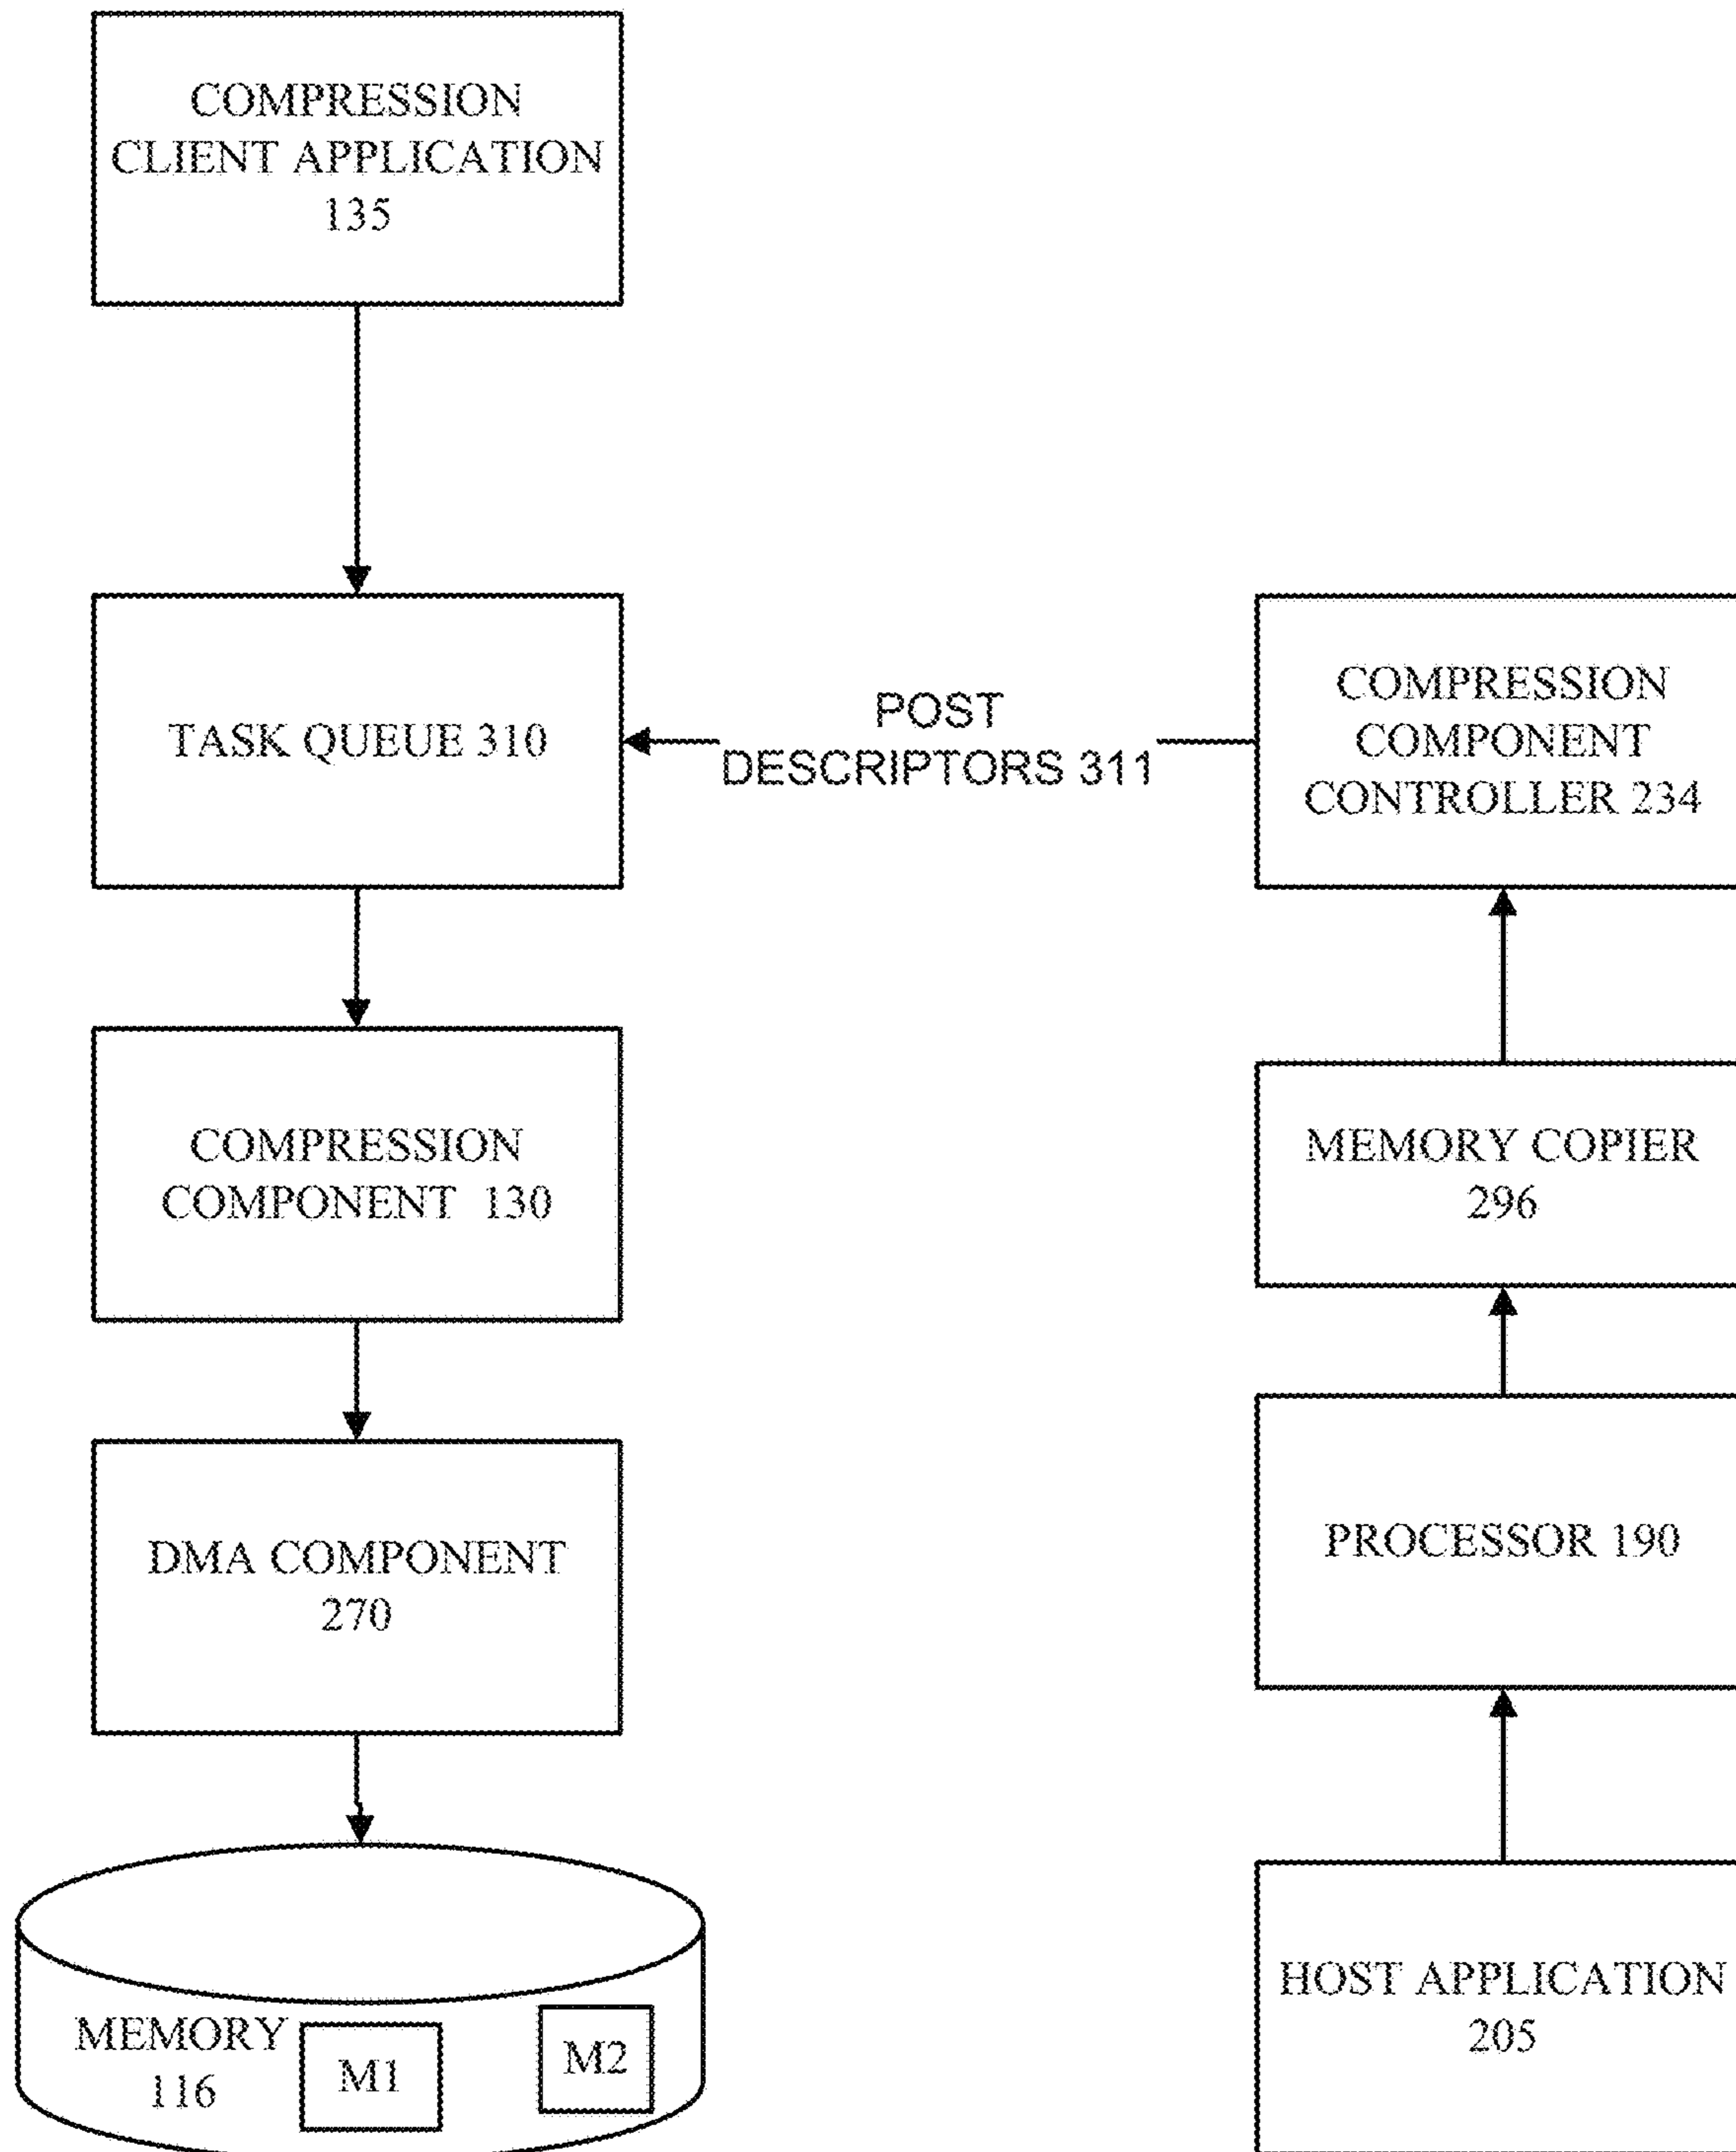 COMPRESSION
CLIENT APPLICATION
135
TASK QUEUE 310
POST
DESCRIPTORS 311
COMPRESSION
COMPONENT
CONTROLLER 234
COMPRESSION
COMPONENT 130
MEMORY COPIER
296
DMA COMPONENT
270
PROCESSOR 190
MEMORY
116
M1
M2
HOST APPLICATION
205